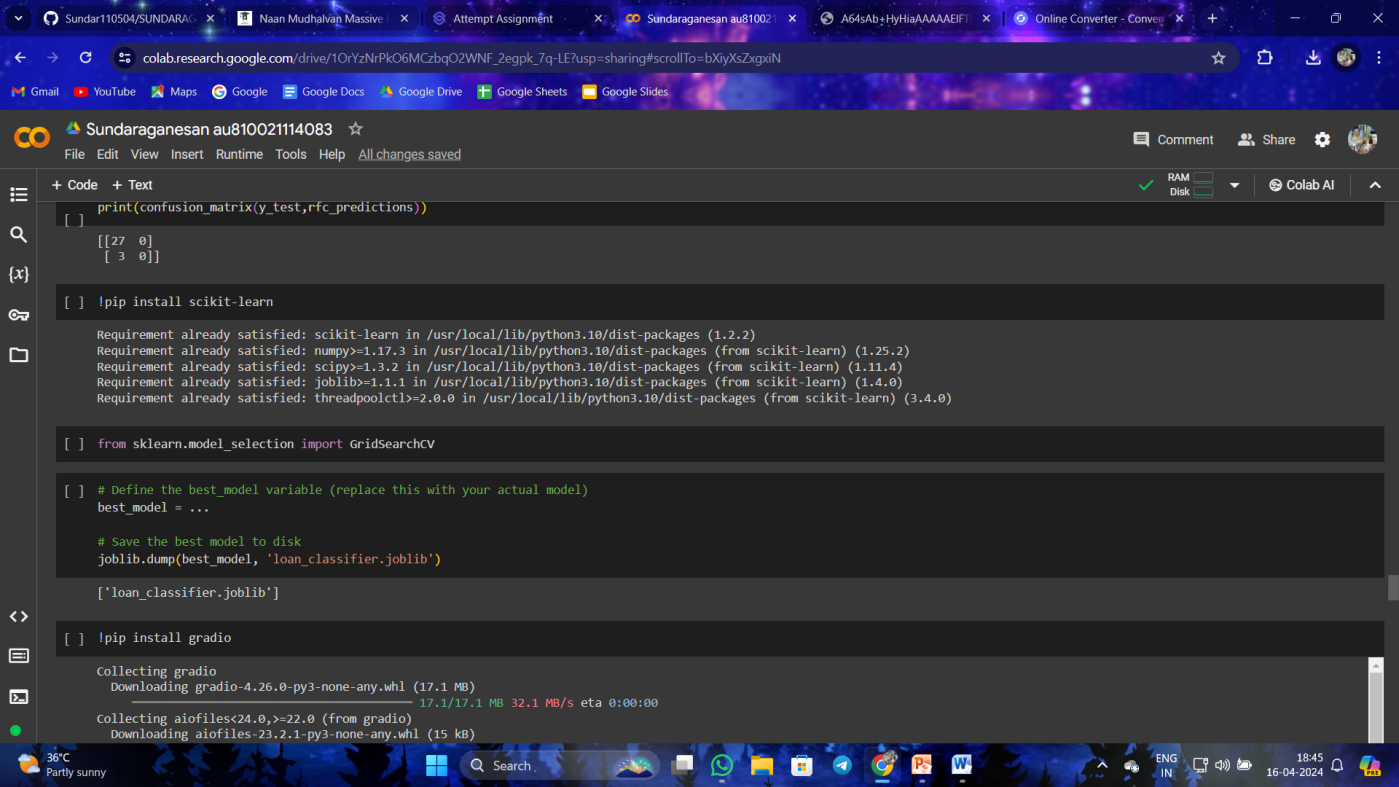 Sundar110504/SUNDARAG
Naan Mudhalvan Massive
Attempt Assignment
Sundaraganesan au810021
A64sAb+HyHiaAAAAAElFT
Online Converter - Conver
colab.research.google.com/drive/1OrYzNrPkO6MCzbqO2WNF_2egpk_7q-LE?usp=sharing#scrollTo=bXiyXsZxgxiN
Gmail YouTube Maps Google Google Docs Google Drive Google Sheets Google Slides
Sundaraganesan au810021114083
Comment Share
File Edit View Insert Runtime Tools Help All changes saved
+ Code + Text
RAM
Disk
Colab AI
print(confusion_matrix(y_test,rfc_predictions))
[ ]
[[27  0]
 [ 3  0]]
[ ] !pip install scikit-learn
Requirement already satisfied: scikit-learn in /usr/local/lib/python3.10/dist-packages (1.2.2)
Requirement already satisfied: numpy>=1.17.3 in /usr/local/lib/python3.10/dist-packages (from scikit-learn) (1.25.2)
Requirement already satisfied: scipy>=1.3.2 in /usr/local/lib/python3.10/dist-packages (from scikit-learn) (1.11.4)
Requirement already satisfied: joblib>=1.1.1 in /usr/local/lib/python3.10/dist-packages (from scikit-learn) (1.4.0)
Requirement already satisfied: threadpoolctl>=2.0.0 in /usr/local/lib/python3.10/dist-packages (from scikit-learn) (3.4.0)
[ ] from sklearn.model_selection import GridSearchCV
[ ] # Define the best_model variable (replace this with your actual model)
best_model = ...
# Save the best model to disk
joblib.dump(best_model, 'loan_classifier.joblib')
['loan_classifier.joblib']
[ ] !pip install gradio
Collecting gradio
  Downloading gradio-4.26.0-py3-none-any.whl (17.1 MB)
17.1/17.1 MB 32.1 MB/s eta 0:00:00
Collecting aiofiles<24.0,>=22.0 (from gradio)
  Downloading aiofiles-23.2.1-py3-none-any.whl (15 kB)
36°C
Partly sunny
Search
ENG
IN
18:45
16-04-2024